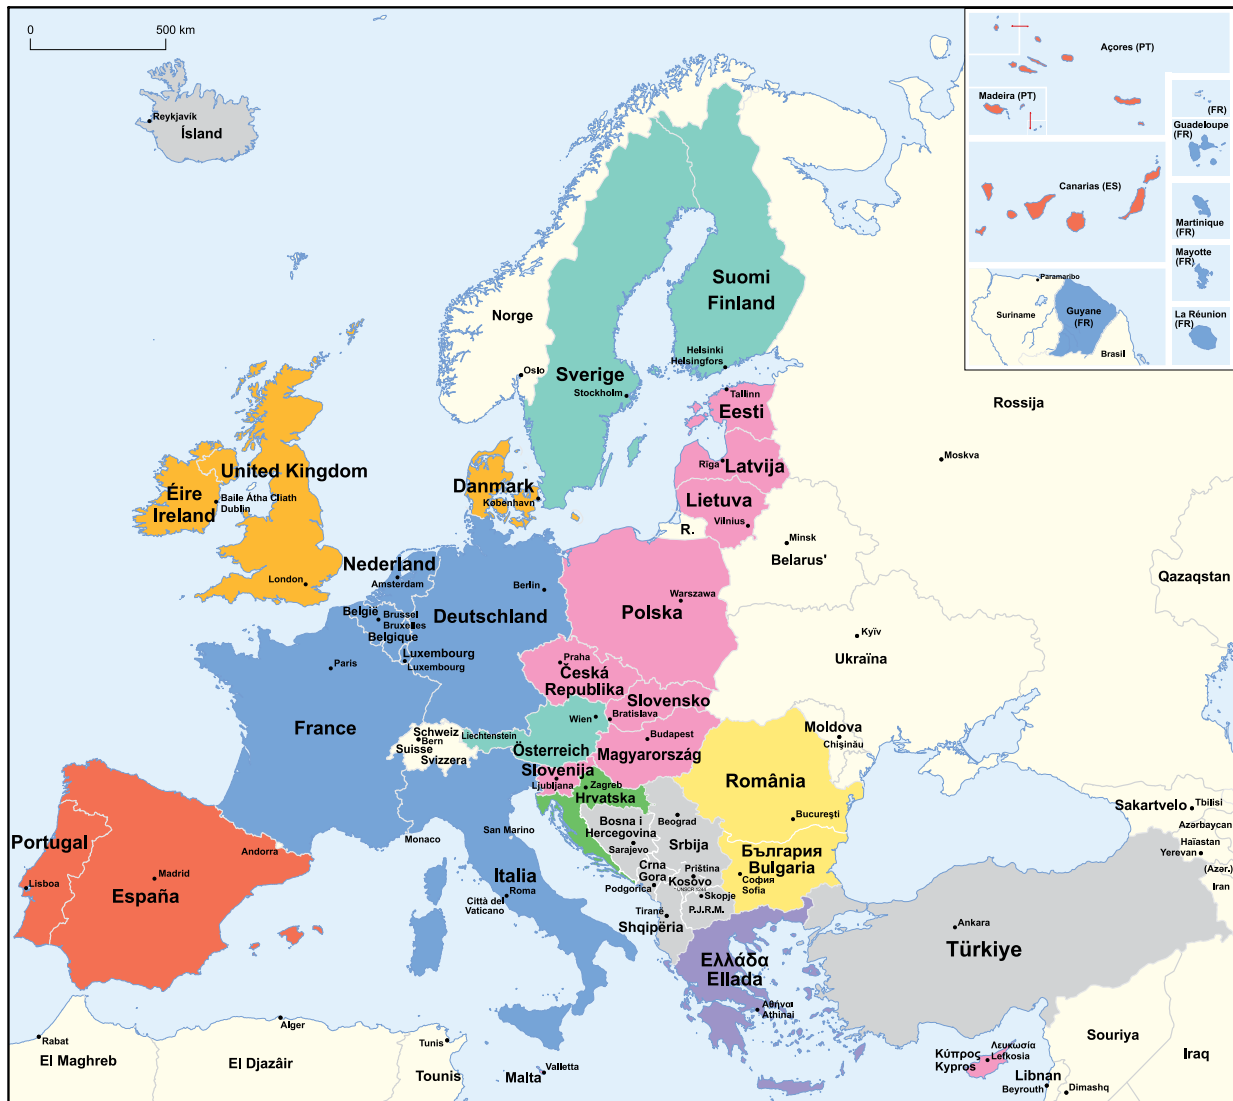 0
500 km
Reykjavík
Ísland
Norge
Oslo
Sverige
Stockholm
Suomi
Finland
Helsinki
Helsingfors
Tallinn
Eesti
Rīga
Latvija
Lietuva
Vilnius
R.
Rossija
Moskva
Minsk
Belarus'
Qazaqstan
United Kingdom
London
Éire
Ireland
Baile Átha Cliath
Dublin
Danmark
København
Nederland
Amsterdam
België
Brussel
Bruxelles
Belgique
Luxembourg
Luxembourg
Berlin
Deutschland
Warszawa
Polska
Kyïv
Ukraïna
Praha
Česká
Republika
Slovensko
Bratislava
Paris
France
Schweiz
Bern
Suisse
Svizzera
Liechtenstein
Wien
Österreich
Budapest
Magyarország
Slovenija
Ljubljana
Zagreb
Hrvatska
Moldova
Chişinău
România
Bucureşti
Bosna i
Hercegovina
Sarajevo
Beograd
Srbija
Crna
Gora
Podgorica
Priština
Kosovo
Skopje
P.J.R.M.
Tiranë
Shqipëria
България
Bulgaria
София
Sofia
Portugal
Lisboa
Madrid
España
Andorra
Monaco
San Marino
Italia
Roma
Città del
Vaticano
Ελλάδα
Ellada
Αθήναι
Athinai
Ankara
Türkiye
Sakartvelo
Tbilisi
Azərbaycan
Haïastan
Yerevan
(Azər.)
Iran
Rabat
El Maghreb
Alger
El Djazâir
Tunis
Tounis
Malta
Valletta
Κύπρος
Kypros
Λευκωσία
Lefkosia
Libnan
Beyrouth
Dimashq
Souriya
Iraq
Açores (PT)
Madeira (PT)
Canarias (ES)
(FR)
Guadeloupe
(FR)
Martinique
(FR)
Mayotte
(FR)
La Réunion
(FR)
Paramaribo
Suriname
Guyane
(FR)
Brasil